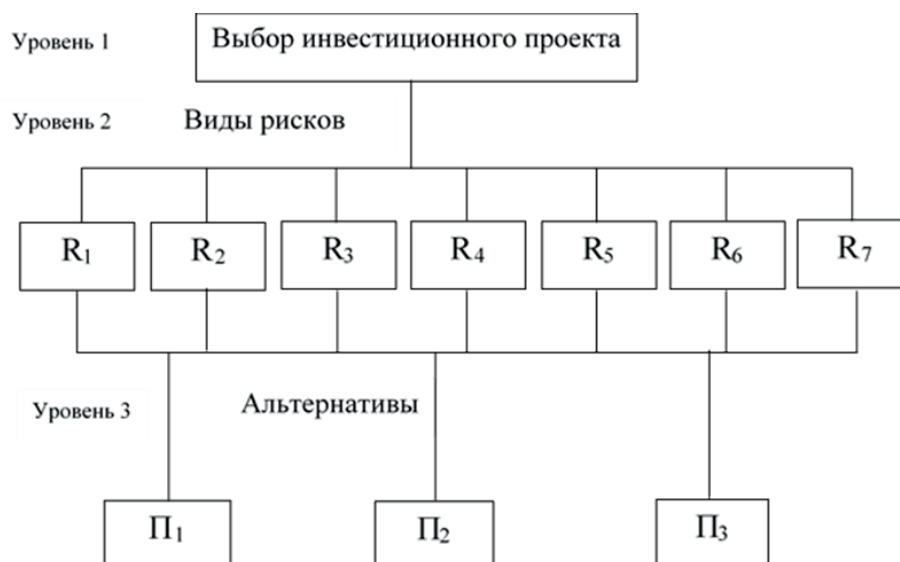 Уровень 1
Выбор инвестиционного проекта
Уровень 2
Виды рисков
R1 R2 R3 R4 R5 R6 R7
Уровень 3
Альтернативы
П1 П2 П3